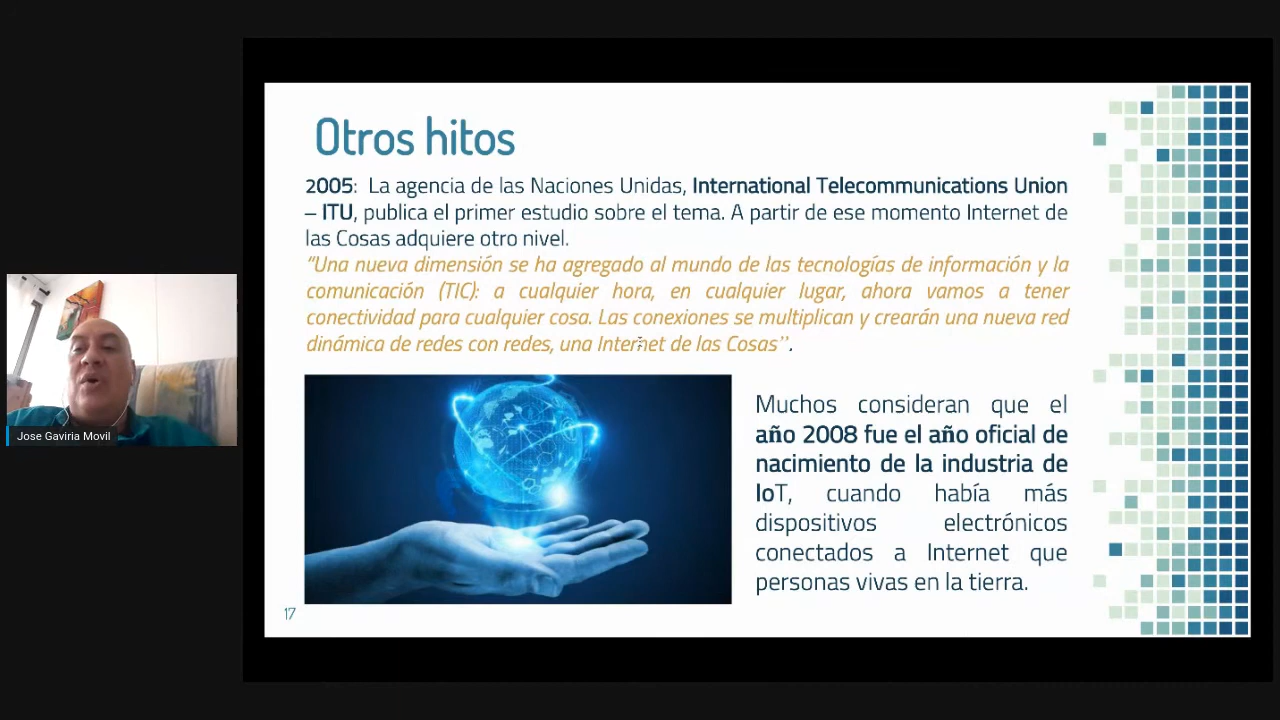 Otros hitos
2005:  La agencia de las Naciones Unidas, International Telecommunications Union
– ITU, publica el primer estudio sobre el tema. A partir de ese momento Internet de
las Cosas adquiere otro nivel.
“Una nueva dimensión se ha agregado al mundo de las tecnologías de información y la
comunicación (TIC): a cualquier hora, en cualquier lugar, ahora vamos a tener
conectividad para cualquier cosa. Las conexiones se multiplican y crearán una nueva red
dinámica de redes con redes, una Internet de las Cosas’’.
Muchos consideran que el
año 2008 fue el año oficial de
nacimiento de la industria de
IoT, cuando había más
dispositivos electrónicos
conectados a Internet que
personas vivas en la tierra.
17
Jose Gaviria Movil